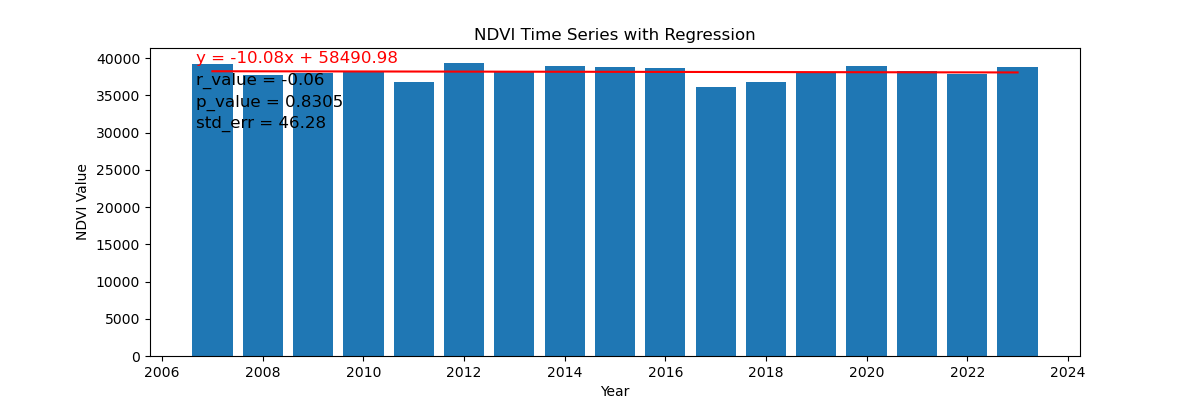 NDVI Time Series with Regression
y = -10.08x + 58490.98
r_value = -0.06
p_value = 0.8305
std_err = 46.28
NDVI Value
40000
35000
30000
25000
20000
15000
10000
5000
0
2006 2008 2010 2012 2014 2016 2018 2020 2022 2024
Year